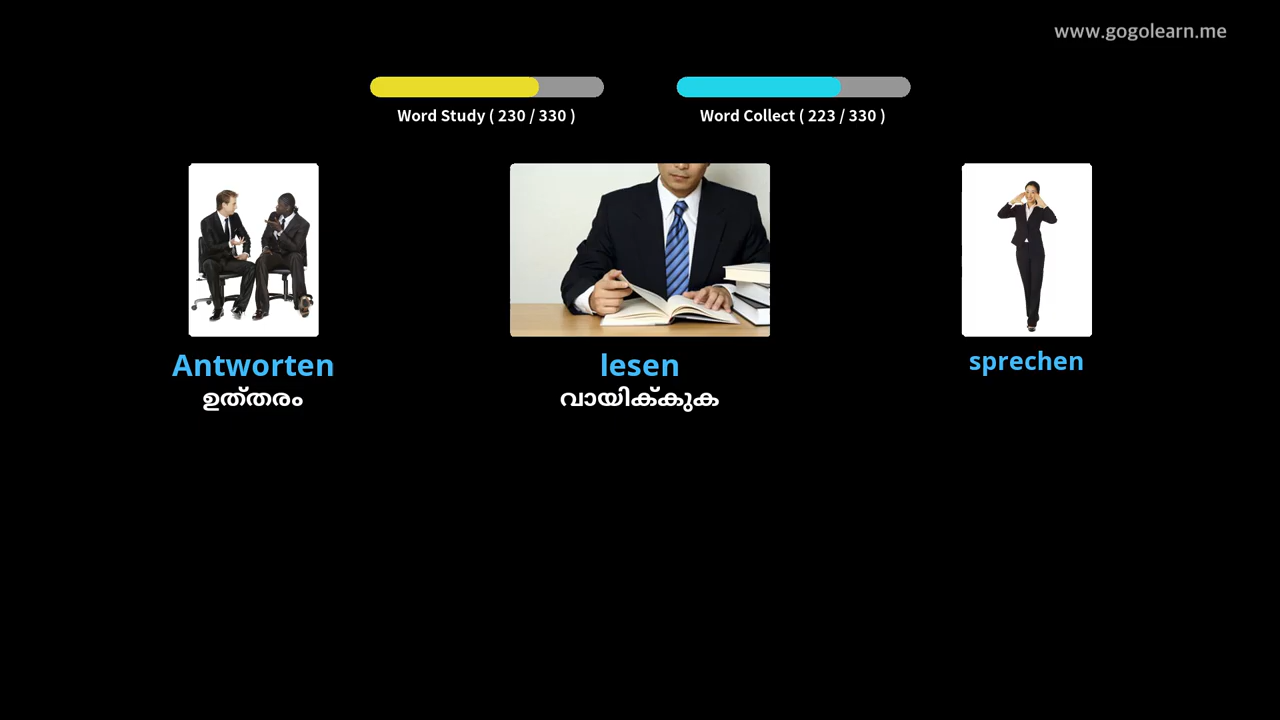 www.gogolearn.me
Word Study ( 230 / 330 )
Word Collect ( 223 / 330 )
Antworten
ഉത്തരം
lesen
വായിക്കുക
sprechen